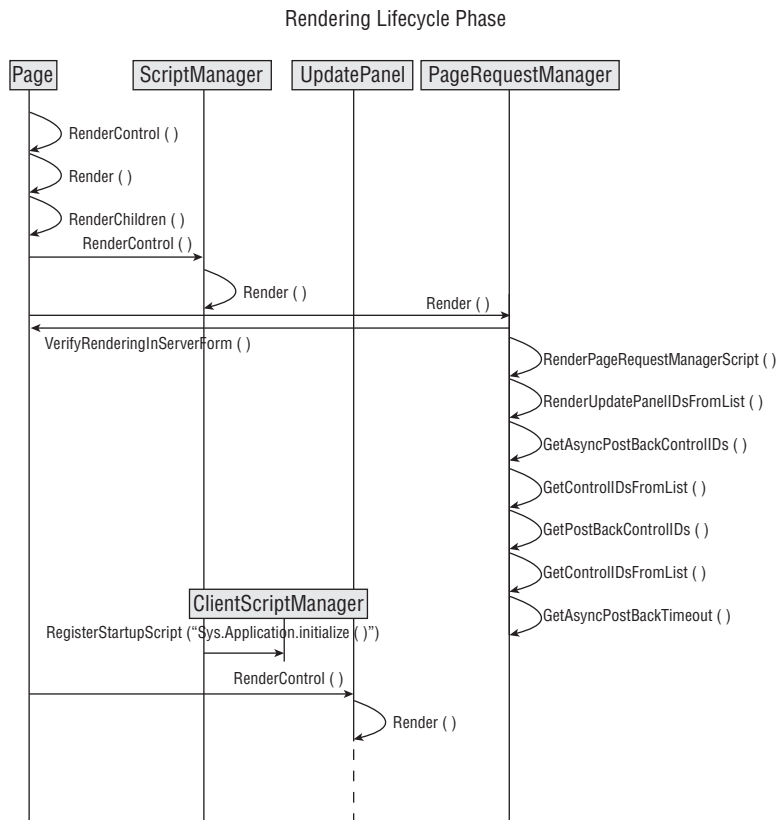 Rendering Lifecycle Phase
Page
ScriptManager
UpdatePanel
PageRequestManager
RenderControl ( )
Render ( )
RenderChildren ( )
RenderControl ( )
Render ( )
Render ( )
VerifyRenderingInServerForm ( )
RenderPageRequestManagerScript ( )
RenderUpdatePanelIDsFromList ( )
GetAsyncPostBackControlIDs ( )
GetControlIDsFromList ( )
GetPostBackControlIDs ( )
GetControlIDsFromList ( )
GetAsyncPostBackTimeout ( )
ClientScriptManager
RegisterStartupScript (“Sys.Application.initialize ( )”)
RenderControl ( )
Render ( )